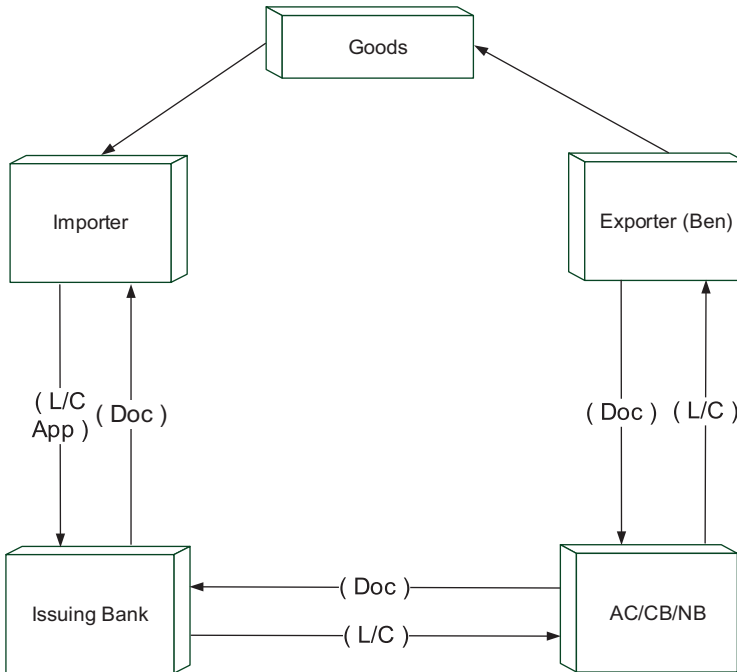 Goods
Importer
Exporter (Ben)
( L/C
App )
( Doc )
( Doc )
( L/C )
( Doc )
Issuing Bank
AC/CB/NB
( L/C )